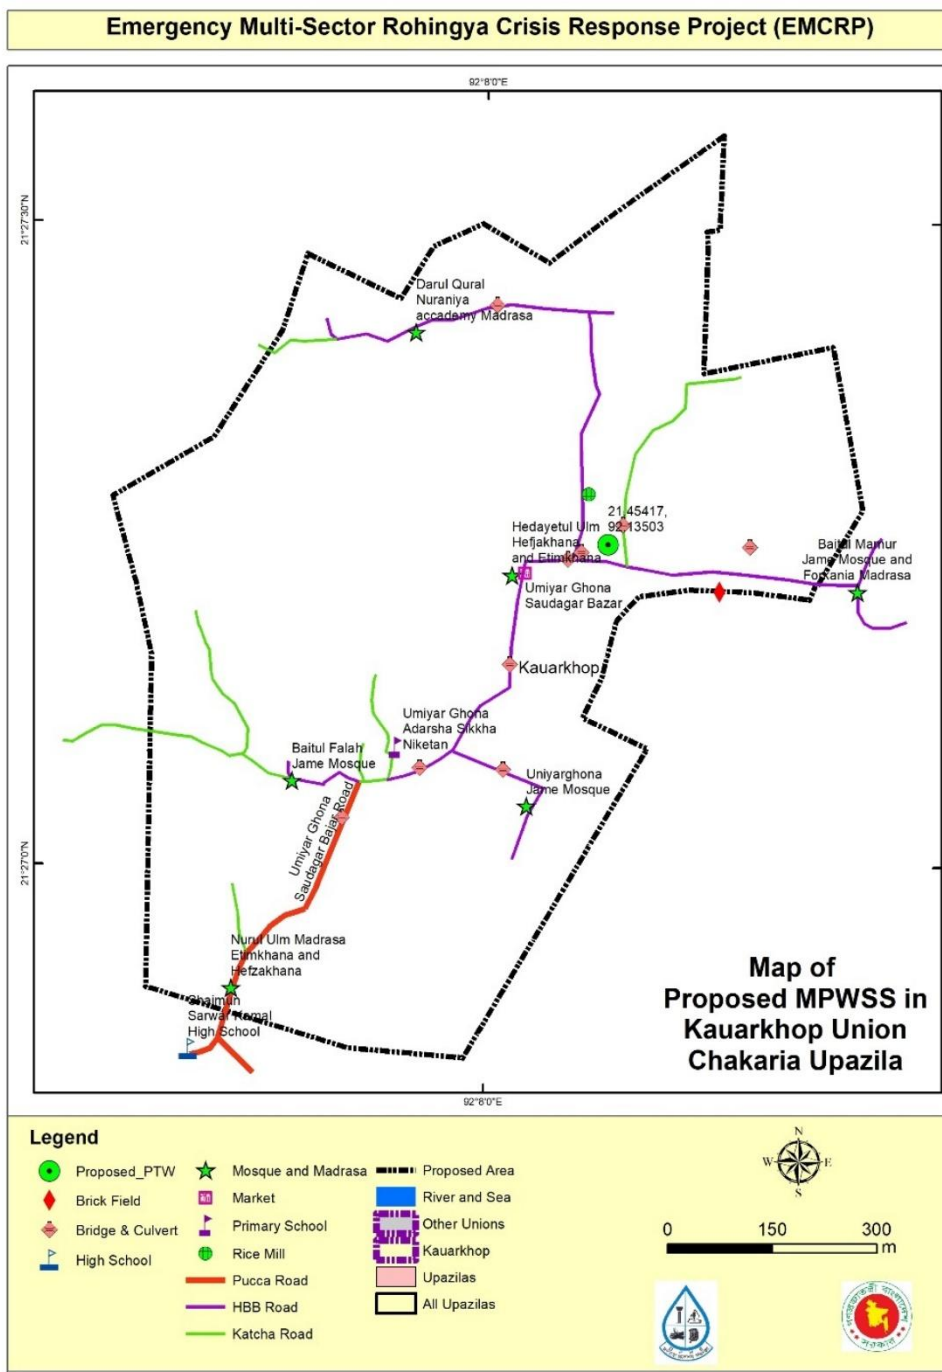 Emergency Multi-Sector Rohingya Crisis Response Project (EMCRP)
92°8'0"E
21°27'30"N
Darul Qural
Nuraniya
accademy Madrasa
21.45417,
92.13503
Hedayetul Ulm
Hefjakhana
and Etimkhana
Baitul Mamur
Jame Mosque and
Forkania Madrasa
Umiyar Ghona
Saudagar Bazar
Kauarkhop
Umiyar Ghona
Adarsha Sikkha
Niketan
Baitul Falah
Jame Mosque
Uniyarghona
Jame Mosque
Umiyar Ghona
Saudagar Bajar Road
21°27'0"N
Nurul Ulm Madrasa
Etimkhana and
Hefzakhana
Shaimun
Sarwar Kamal
High School
Map of
Proposed MPWSS in
Kauarkhop Union
Chakaria Upazila
92°8'0"E
Legend
Proposed_PTW
Brick Field
Bridge & Culvert
High School
Mosque and Madrasa
Market
Primary School
Rice Mill
Pucca Road
HBB Road
Katcha Road
Proposed Area
River and Sea
Other Unions
Kauarkhop
Upazilas
All Upazilas
N
W E
S
0 150 300
m